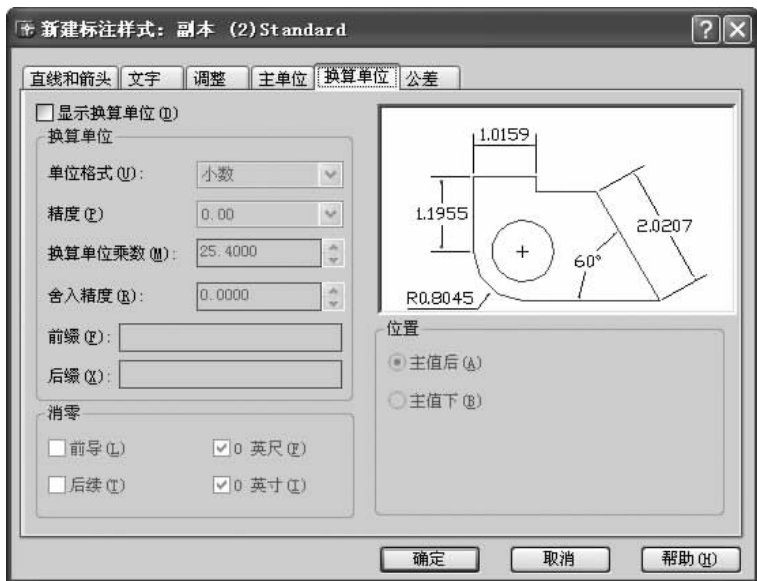 新建标注样式：副本 (2)Standard
直线和箭头 文字 调整 主单位 换算单位 公差
显示换算单位(D)
换算单位
单位格式(U)： 小数
精度(P) 0.00
换算单位乘数(M)： 25.4000
舍入精度(R)： 0.0000
前缀(F)：
后缀(X)：
消零
前导(L) 0 英尺(F)
后续(T) 0 英寸(I)
1.0159
1.1955
2.0207
60°
R0.8045
位置
主值后(A)
主值下(B)
确定 取消 帮助(H)